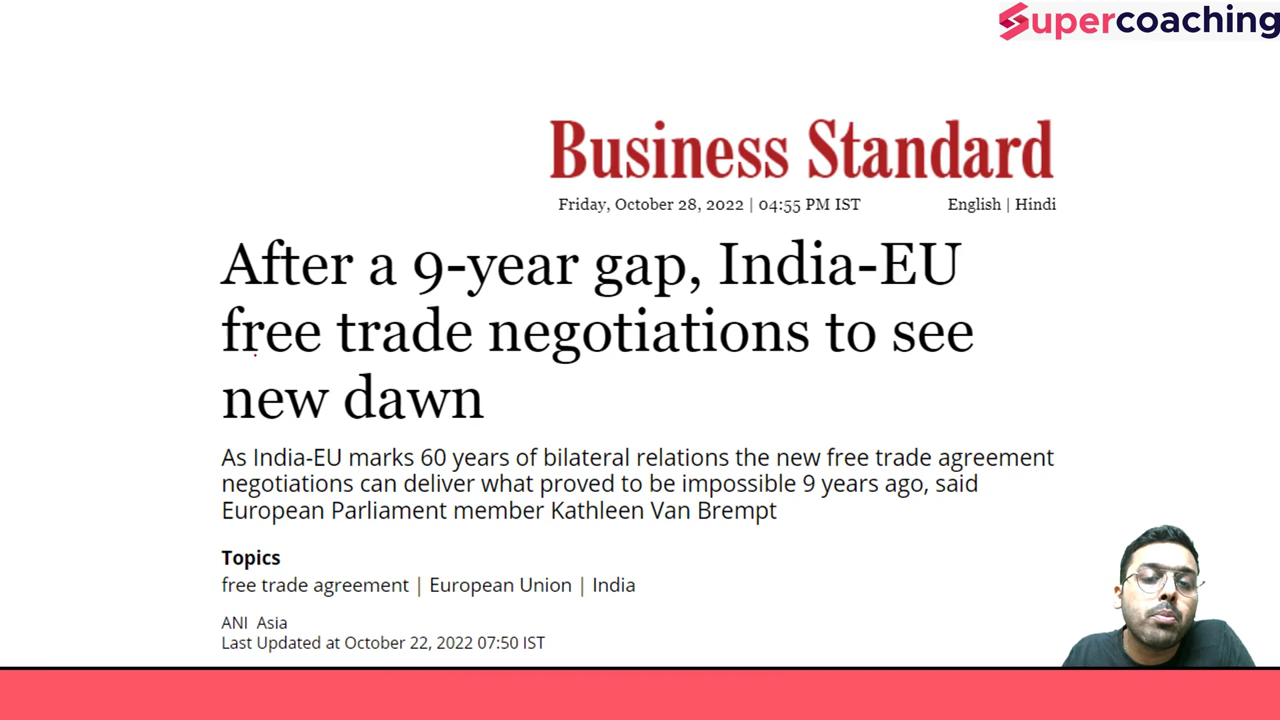 Supercoaching
Business Standard
Friday, October 28, 2022 | 04:55 PM IST English | Hindi
After a 9-year gap, India-EU
free trade negotiations to see
new dawn
As India-EU marks 60 years of bilateral relations the new free trade agreement
negotiations can deliver what proved to be impossible 9 years ago, said
European Parliament member Kathleen Van Brempt
Topics
free trade agreement | European Union | India
ANI Asia
Last Updated at October 22, 2022 07:50 IST